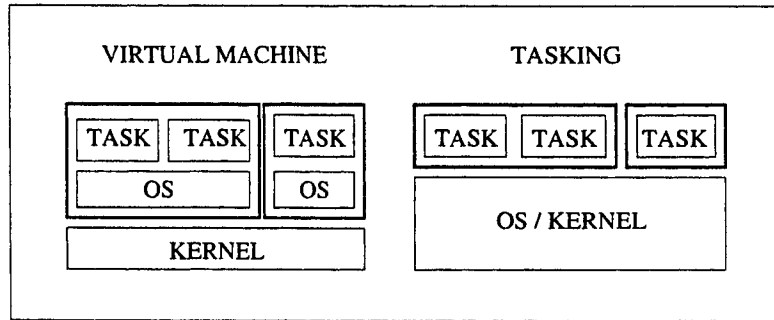 VIRTUAL MACHINE
TASKING
TASK TASK TASK
OS OS
KERNEL
TASK TASK TASK
OS / KERNEL